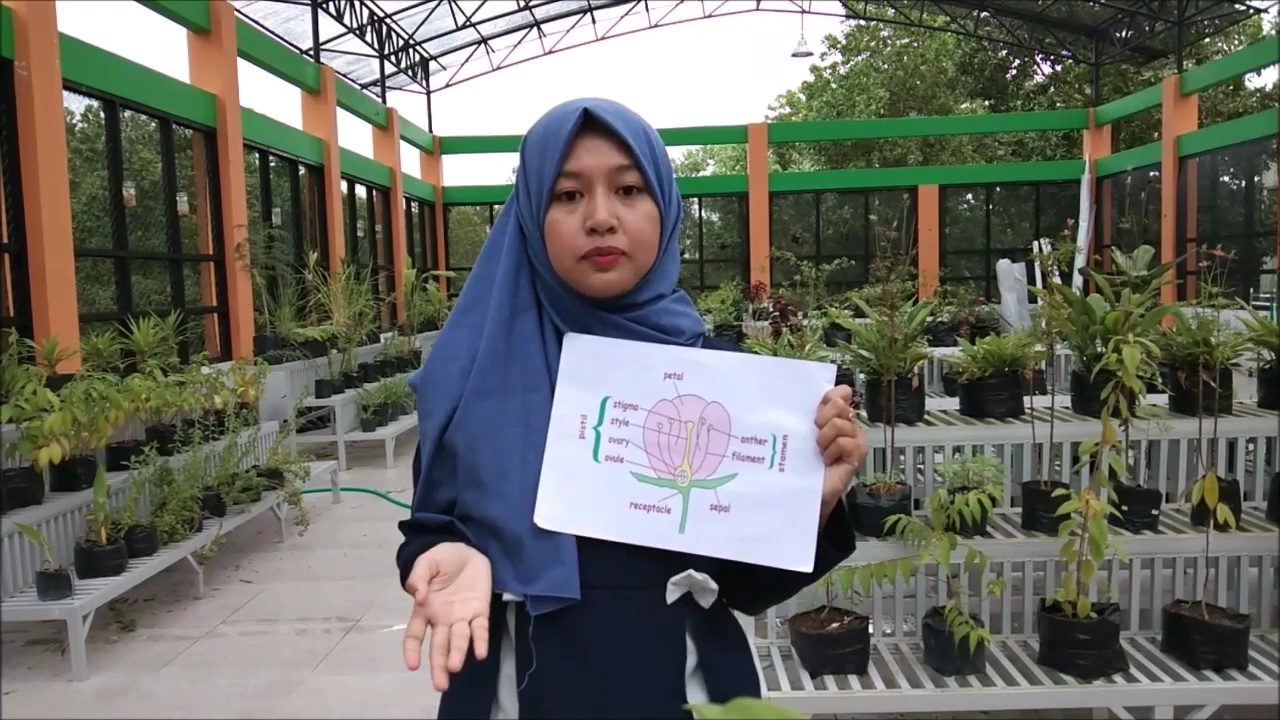 petal
pistil
stigma
style
ovary
ovule
anther
filament
stamen
receptacle
sepal